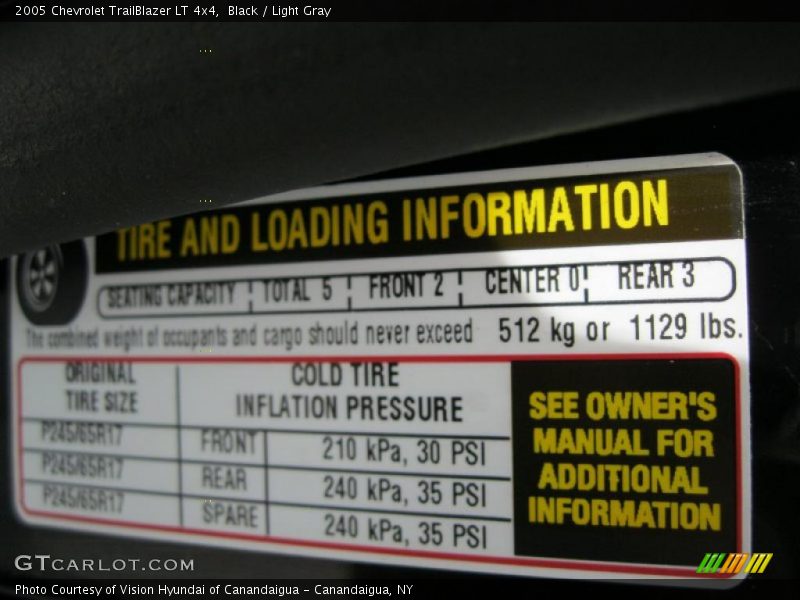 2005 Chevrolet TrailBlazer LT 4x4, Black / Light Gray
TIRE AND LOADING INFORMATION
SEATING CAPACITY TOTAL 5 FRONT 2 CENTER 0 REAR 3
The combined weight of occupants and cargo should never exceed 512 kg or 1129 lbs.
ORIGINAL
TIRE SIZE
COLD TIRE
INFLATION PRESSURE
P245/65R17 FRONT 210 kPa, 30 PSI
P245/65R17 REAR 240 kPa, 35 PSI
P245/65R17 SPARE 240 kPa, 35 PSI
SEE OWNER'S
MANUAL FOR
ADDITIONAL
INFORMATION
GTCARLOT.COM
Photo Courtesy of Vision Hyundai of Canandaigua - Canandaigua, NY